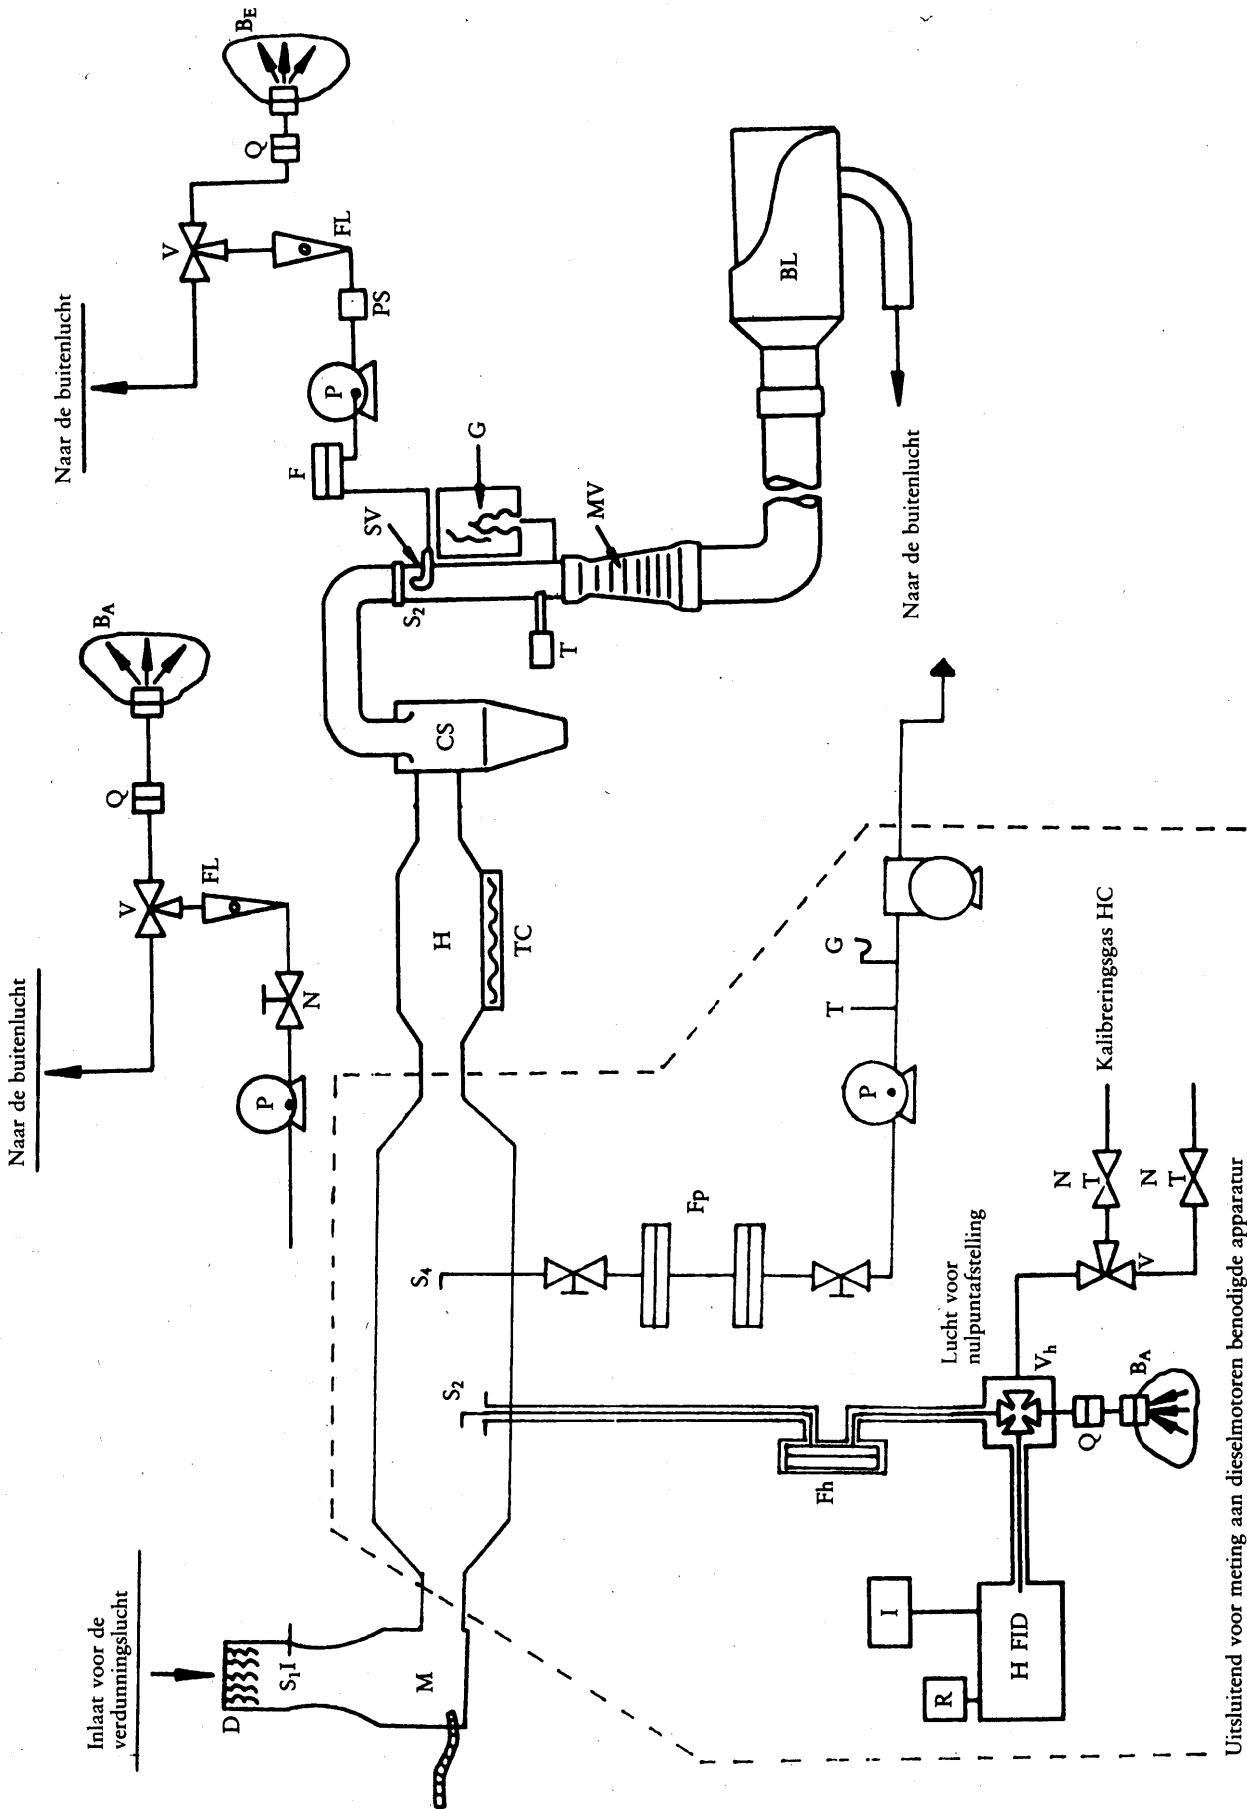 Inlaat voor de
verdunningslucht
D
S₁I
M
Naar de buitenlucht
V
Q
BA
FL
N
P
Naar de buitenlucht
V
Q
BE
FL
PS
P
F
SV
G
S₂
T
MV
CS
H
TC
BL
Naar de buitenlucht
S₄
Fp
P
T
G
S₂
Fh
Lucht voor
nulpuntafstelling
Vh
V
N
T
Kalibreringsgas HC
N
T
Q
BA
I
R
H FID
Uitsluitend voor meting aan dieselmotoren benodigde apparatur